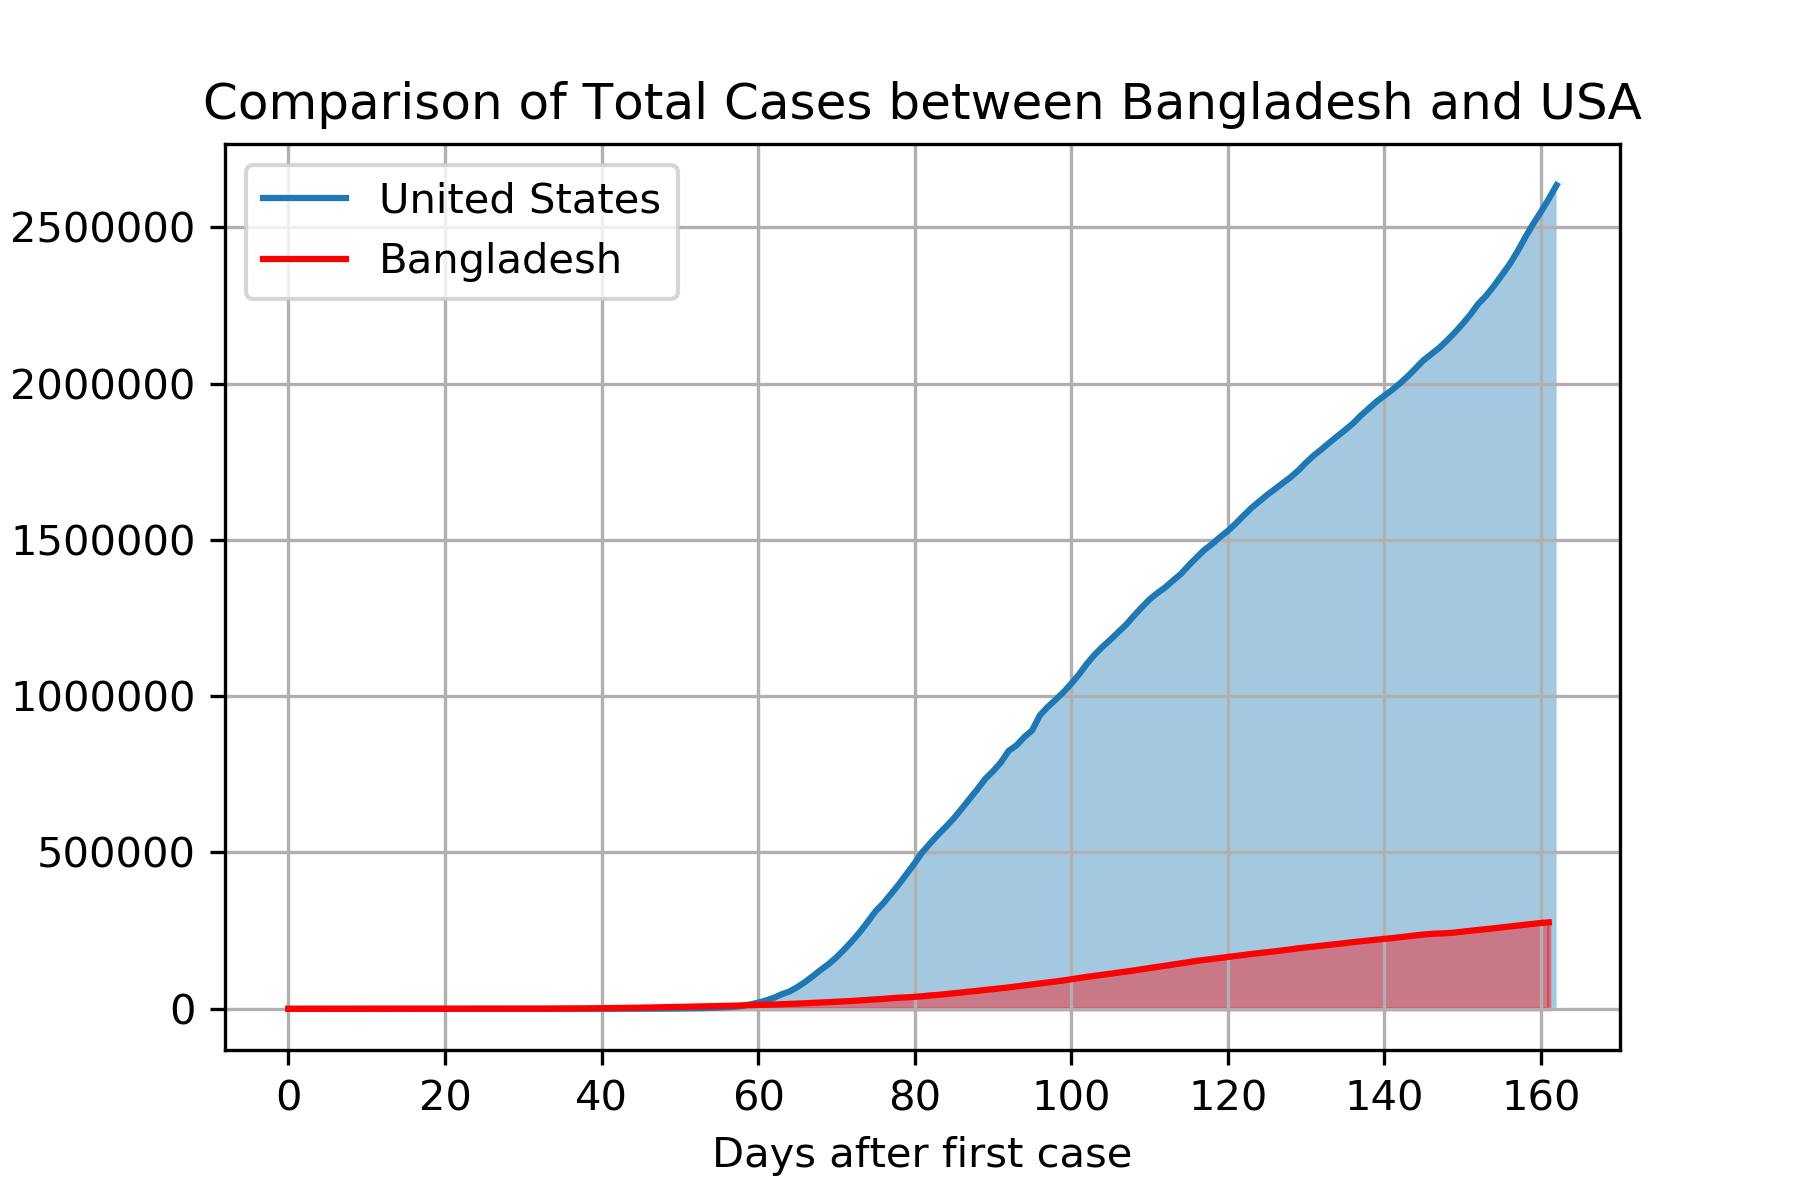 Comparison of Total Cases between Bangladesh and USA
United States
Bangladesh
2500000
2000000
1500000
1000000
500000
0
0 20 40 60 80 100 120 140 160
Days after first case